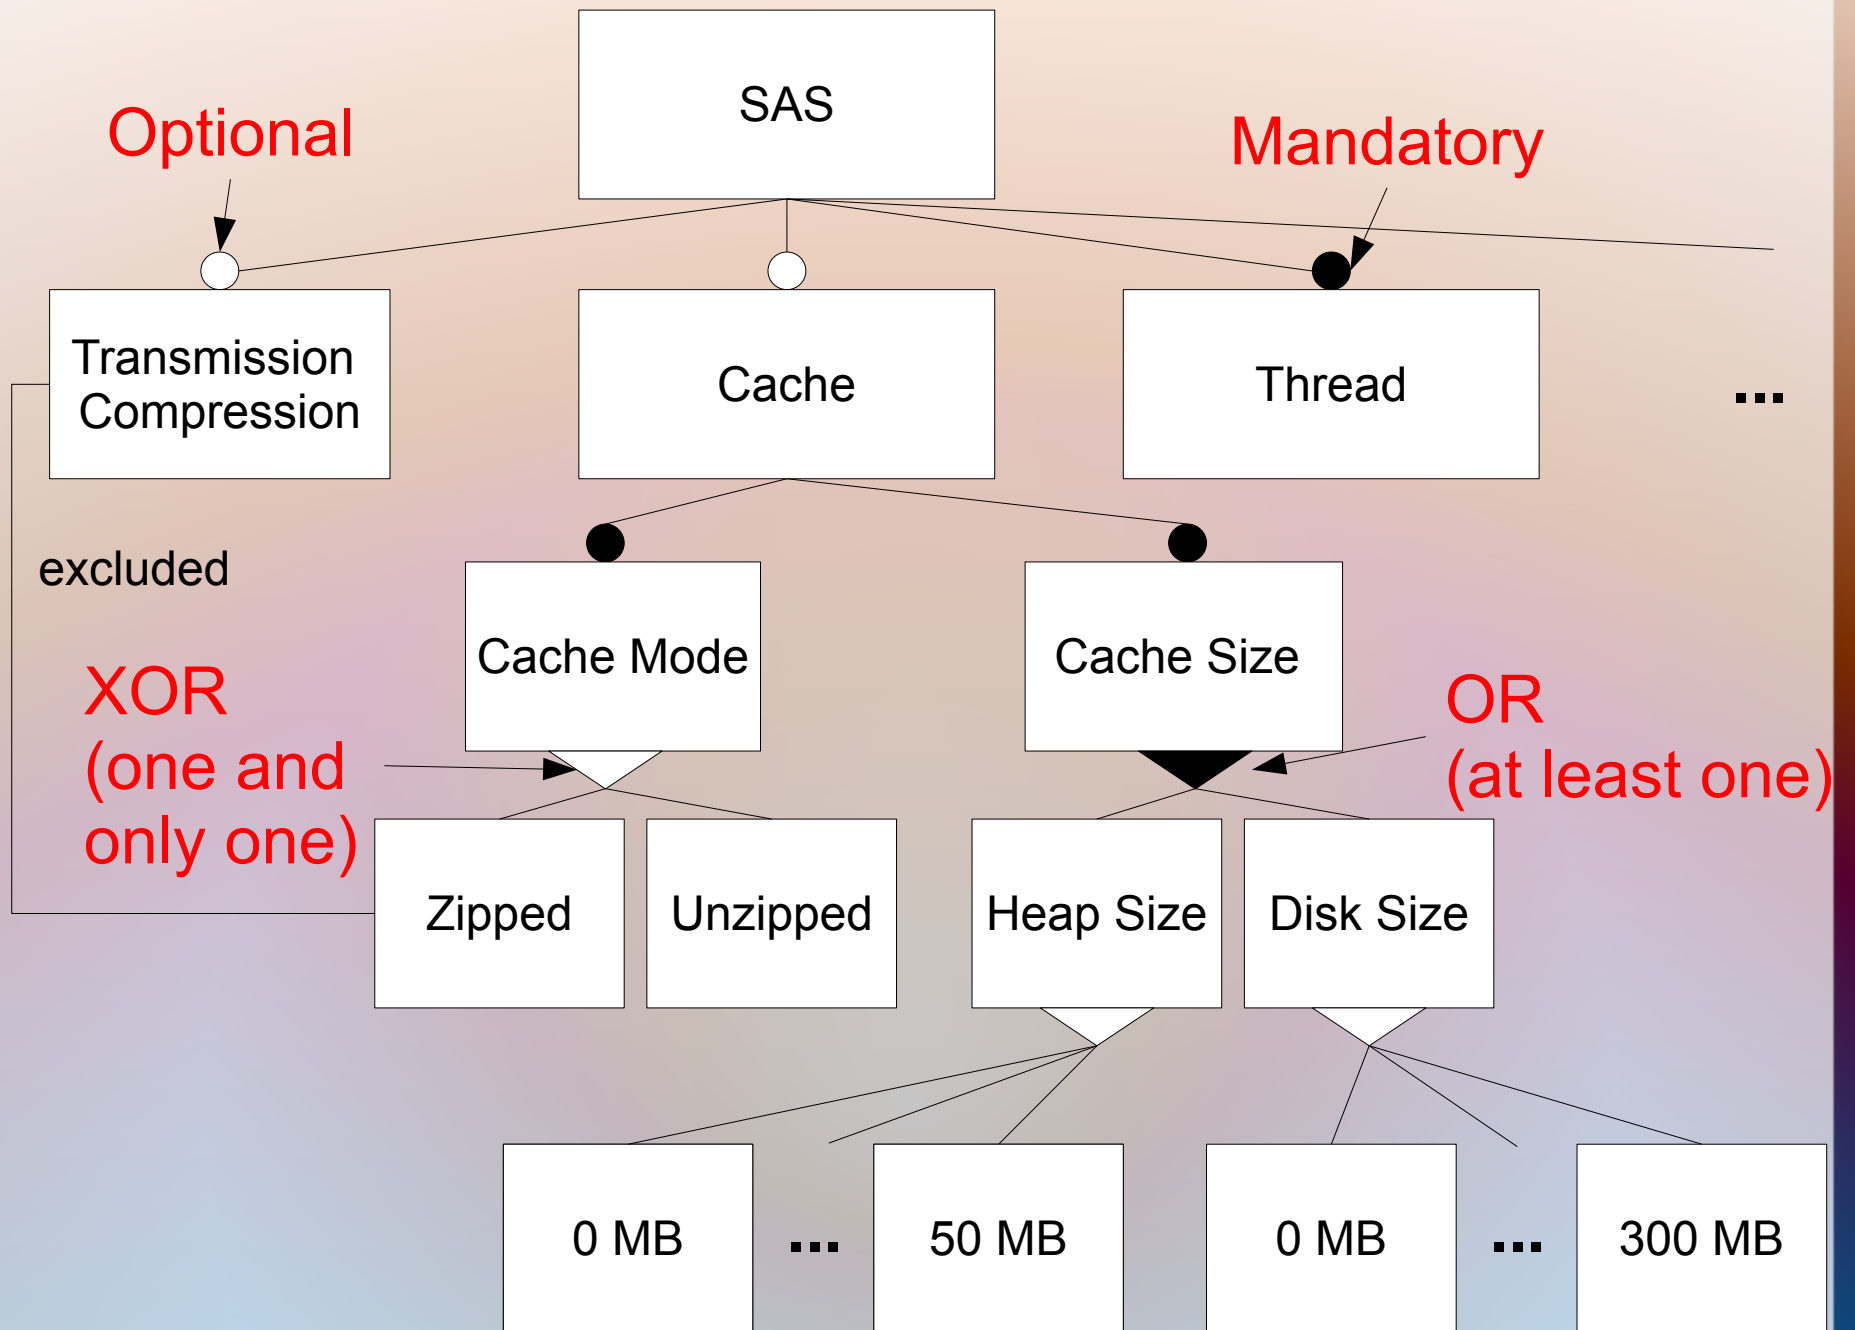 SAS
Optional
Mandatory
Transmission
Compression
Cache
Thread
...
excluded
Cache Mode
Cache Size
XOR
(one and
only one)
OR
(at least one)
Zipped
Unzipped
Heap Size
Disk Size
0 MB
...
50 MB
0 MB
...
300 MB